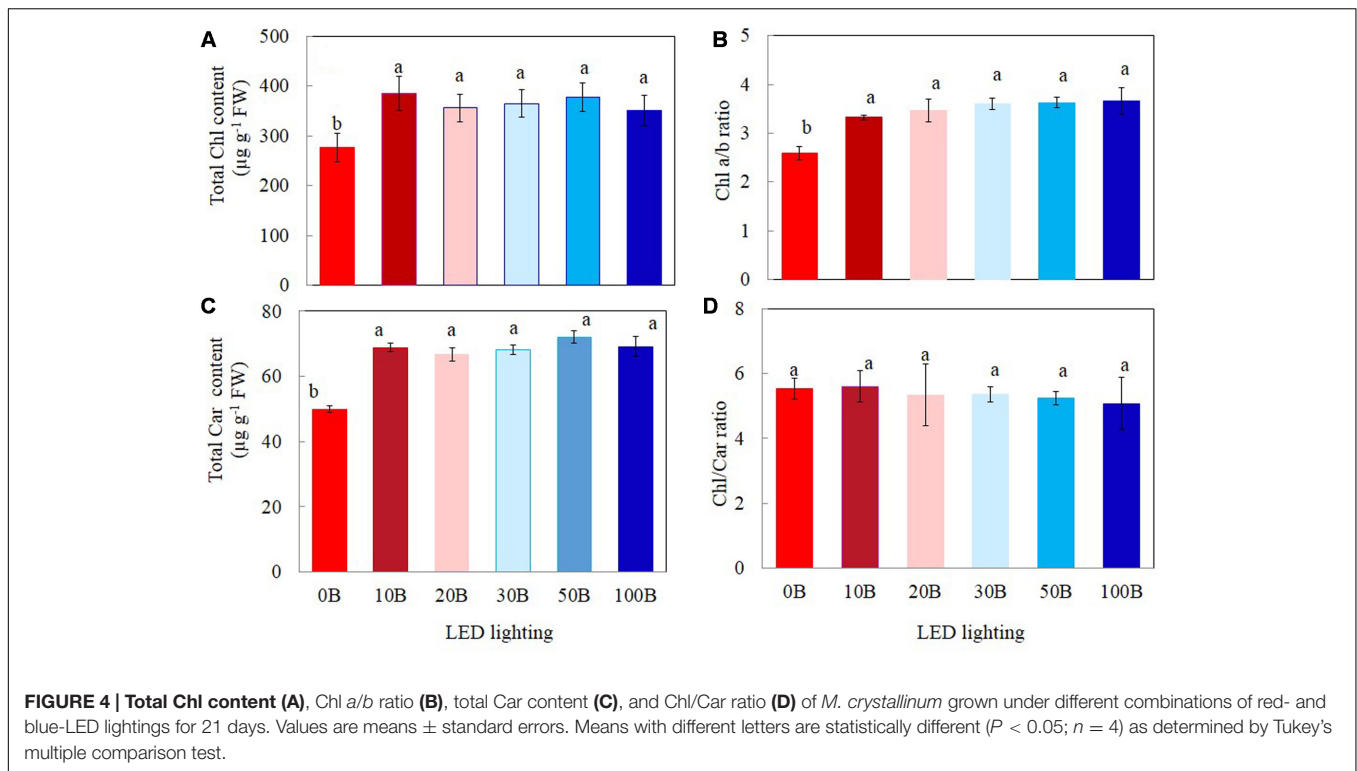 A
500
400
300
200
100
0
Total Chl content
(µg g-1 FW)
b
a
a
a
a
a
B
5
4
3
2
1
0
Chl a/b ratio
b
a
a
a
a
a
C
80
60
40
20
0
Total Car content
(µg g-1 FW)
b
a
a
a
a
a
0B 10B 20B 30B 50B 100B
LED lighting
D
8
6
4
2
0
Chl/Car ratio
a
a
a
a
a
a
0B 10B 20B 30B 50B 100B
LED lighting
FIGURE 4 | Total Chl content (A), Chl a/b ratio (B), total Car content (C), and Chl/Car ratio (D) of M. crystallinum grown under different combinations of red- and
blue-LED lightings for 21 days. Values are means ± standard errors. Means with different letters are statistically different (P < 0.05; n = 4) as determined by Tukey's
multiple comparison test.